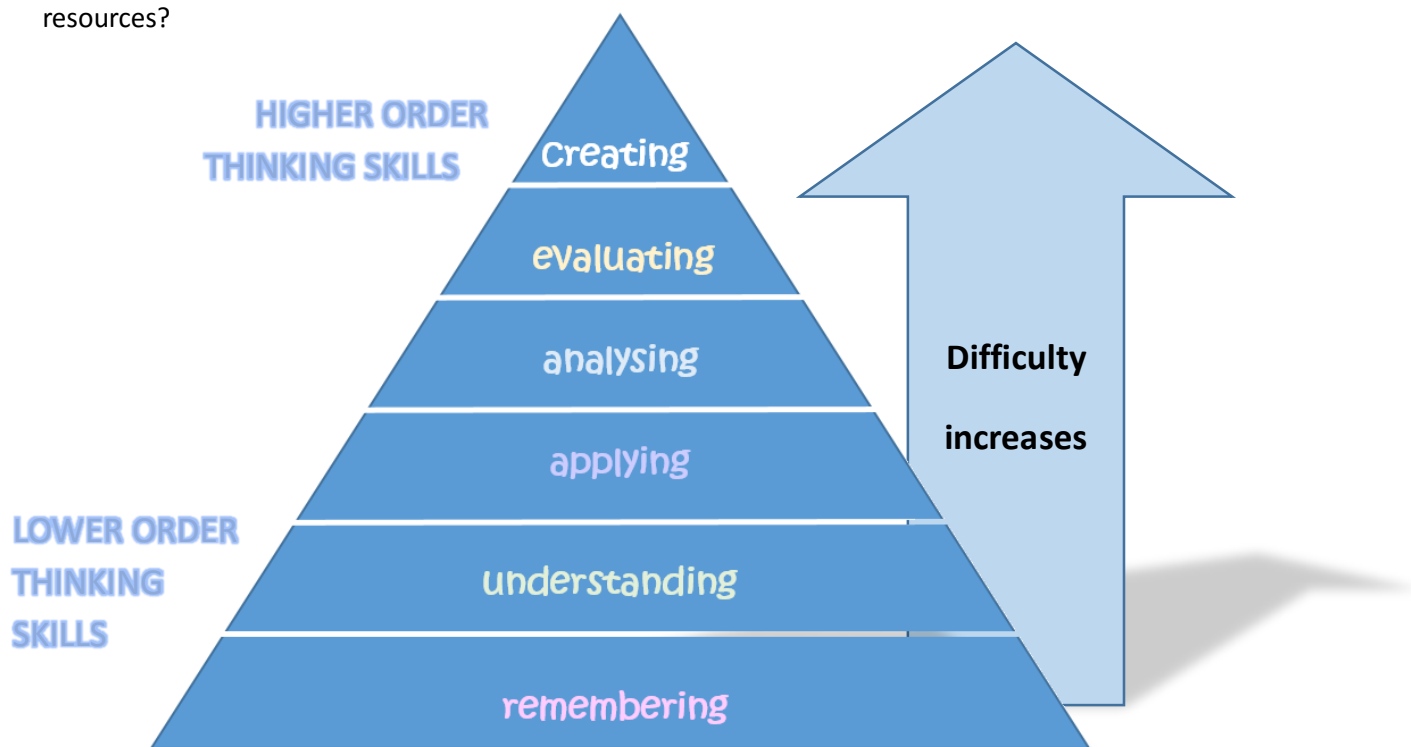 resources?
HIGHER ORDER
THINKING SKILLS
Creating
evaluating
analysing
Difficulty
increases
applying
LOWER ORDER
THINKING
SKILLS
understanding
remembering